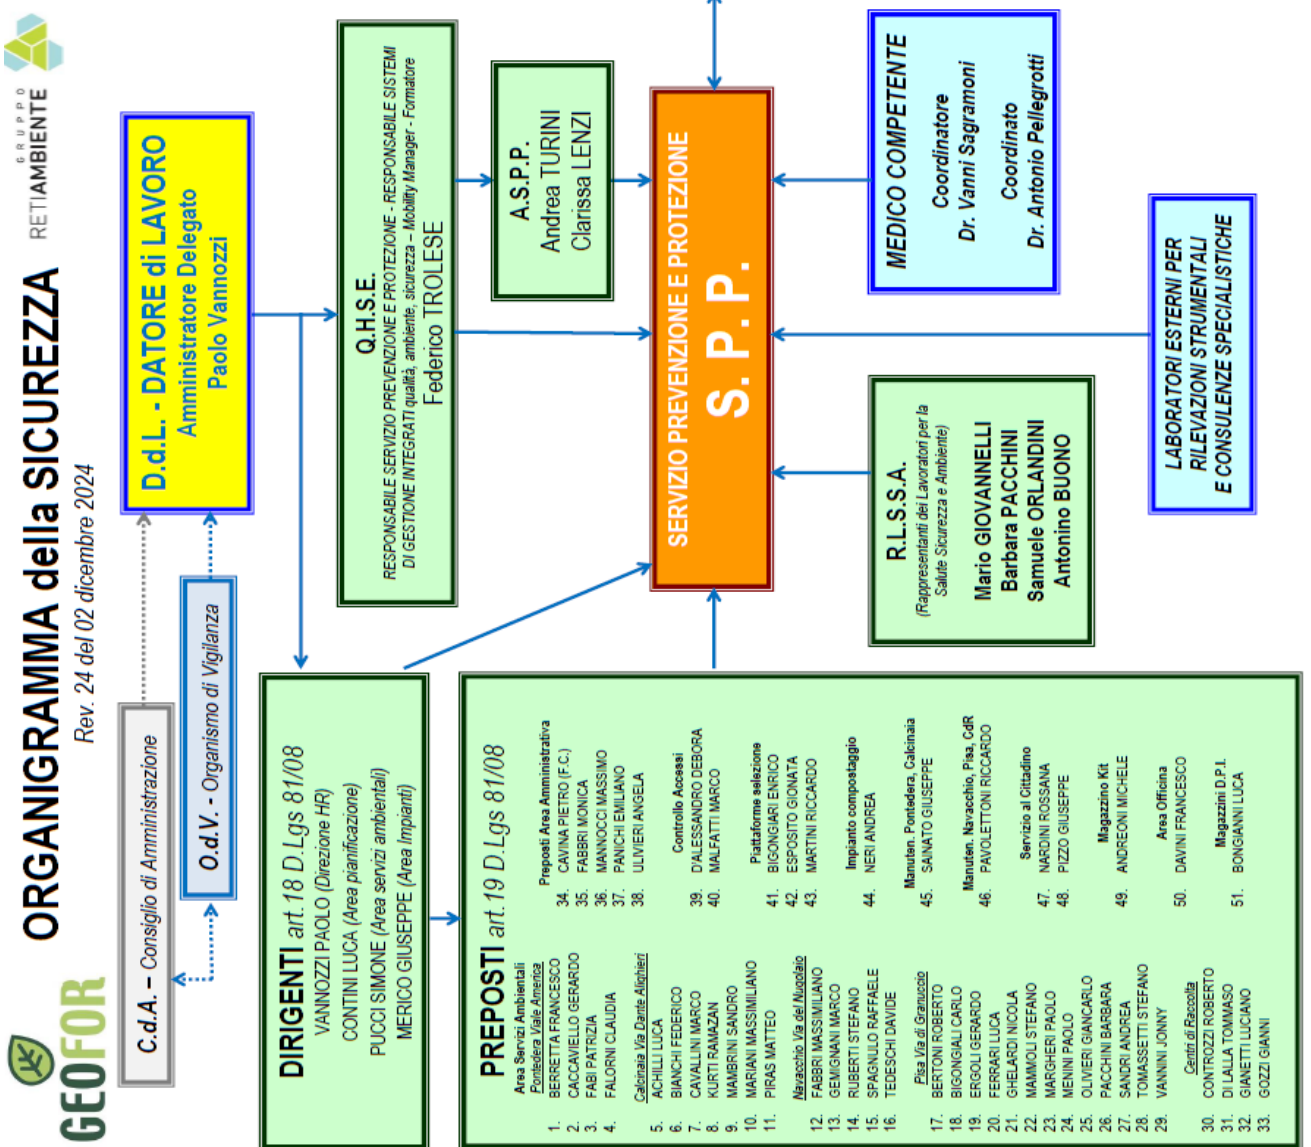 GEOFOR
ORGANIGRAMMA della SICUREZZA
Rev. 24 del 02 dicembre 2024
GRUPPO
RETIAMBIENTE
C.d.A. – Consiglio di Amministrazione
O.d.V. - Organismo di Vigilanza
D.d.L. - DATORE di LAVORO
Amministratore Delegato
Paolo Vannozzi
DIRIGENTI art.18 D.Lgs 81/08
VANNOZZI PAOLO (Direzione HR)
CONTINI LUCA (Area pianificazione)
PUCCI SIMONE (Area servizi ambientali)
MERICO GIUSEPPE (Area Impianti)
Q.H.S.E.
RESPONSABILE SERVIZIO PREVENZIONE E PROTEZIONE - RESPONSABILE SISTEMI
DI GESTIONE INTEGRATI qualità, ambiente, sicurezza – Mobility Manager - Formatore
Federico TROLESE
A.S.P.P.
Andrea TURINI
Clarissa LENZI
PREPOSTI art.19 D.Lgs 81/08
Area Servizi Ambientali
Pontedera Viale America
1. BERRETTA FRANCESCO
2. CACCAVIELLO GERARDO
3. FABI PATRIZIA
4. FALORNI CLAUDIA
Calcinaia Via Dante Alighieri
5. ACHILLI LUCA
6. BIANCHI FEDERICO
7. CAVALLINI MARCO
8. KURTI RAMAZAN
9. MAMBRINI SANDRO
10. MARIANI MASSIMILIANO
11. PIRAS MATTEO
Navacchio Via del Nugolaio
12. FABBRI MASSIMILIANO
13. GEMIGNANI MARCO
14. RUBERTI STEFANO
15. SPAGNUOLO RAFFAELE
16. TEDESCHI DAVIDE
Pisa Via di Granuccio
17. BERTONI ROBERTO
18. BIGONGIALI CARLO
19. ERGOLI GERARDO
20. FERRARI LUCA
21. GHELARDI NICOLA
22. MAMMOLI STEFANO
23. MARGHERI PAOLO
24. MENINI PAOLO
25. OLIVIERI GIANCARLO
26. PACCHINI BARBARA
27. SANDRI ANDREA
28. TOMASSETTI STEFANO
29. VANNINI JONNY
Centri di Raccolta
30. CONTROZZI ROBERTO
31. DI LALLA TOMMASO
32. GIANETTI LUCIANO
33. GOZZI GIANNI
Preposti Area Amministrativa
34. CAVINA PIETRO (F.C.)
35. FABBRI MONICA
36. MANNOCCI MASSIMO
37. PANICHI EMILIANO
38. ULIVIERI ANGELA
Controllo Accessi
39. D'ALESSANDRO DEBORA
40. MALFATTI MARCO
Piattaforme selezione
41. BIGONGIARI ENRICO
42. ESPOSITO GIONATA
43. MARTINI RICCARDO
Impianto compostaggio
44. NERI ANDREA
Manuten. Pontedera, Calcinaia
45. SAINATO GIUSEPPE
Manuten. Navacchio, Pisa, CdR
46. PAVOLETTONI RICCARDO
Servizio al Cittadino
47. NARDINI ROSSANA
48. PIZZO GIUSEPPE
Magazzino Kit
49. ANDREONI MICHELE
Area Officina
50. DAVINI FRANCESCO
Magazzini D.P.I.
51. BONGIANNI LUCA
SERVIZIO PREVENZIONE E PROTEZIONE
S. P. P.
R.L.S.S.A.
(Rappresentanti dei Lavoratori per la
Salute Sicurezza e Ambiente)
Mario GIOVANNELLI
Barbara PACCHINI
Samuele ORLANDINI
Antonino BUONO
MEDICO COMPETENTE
Coordinatore
Dr. Vanni Sagramoni
Coordinato
Dr. Antonio Pellegrotti
LABORATORI ESTERNI PER
RILEVAZIONI STRUMENTALI
E CONSULENZE SPECIALISTICHE